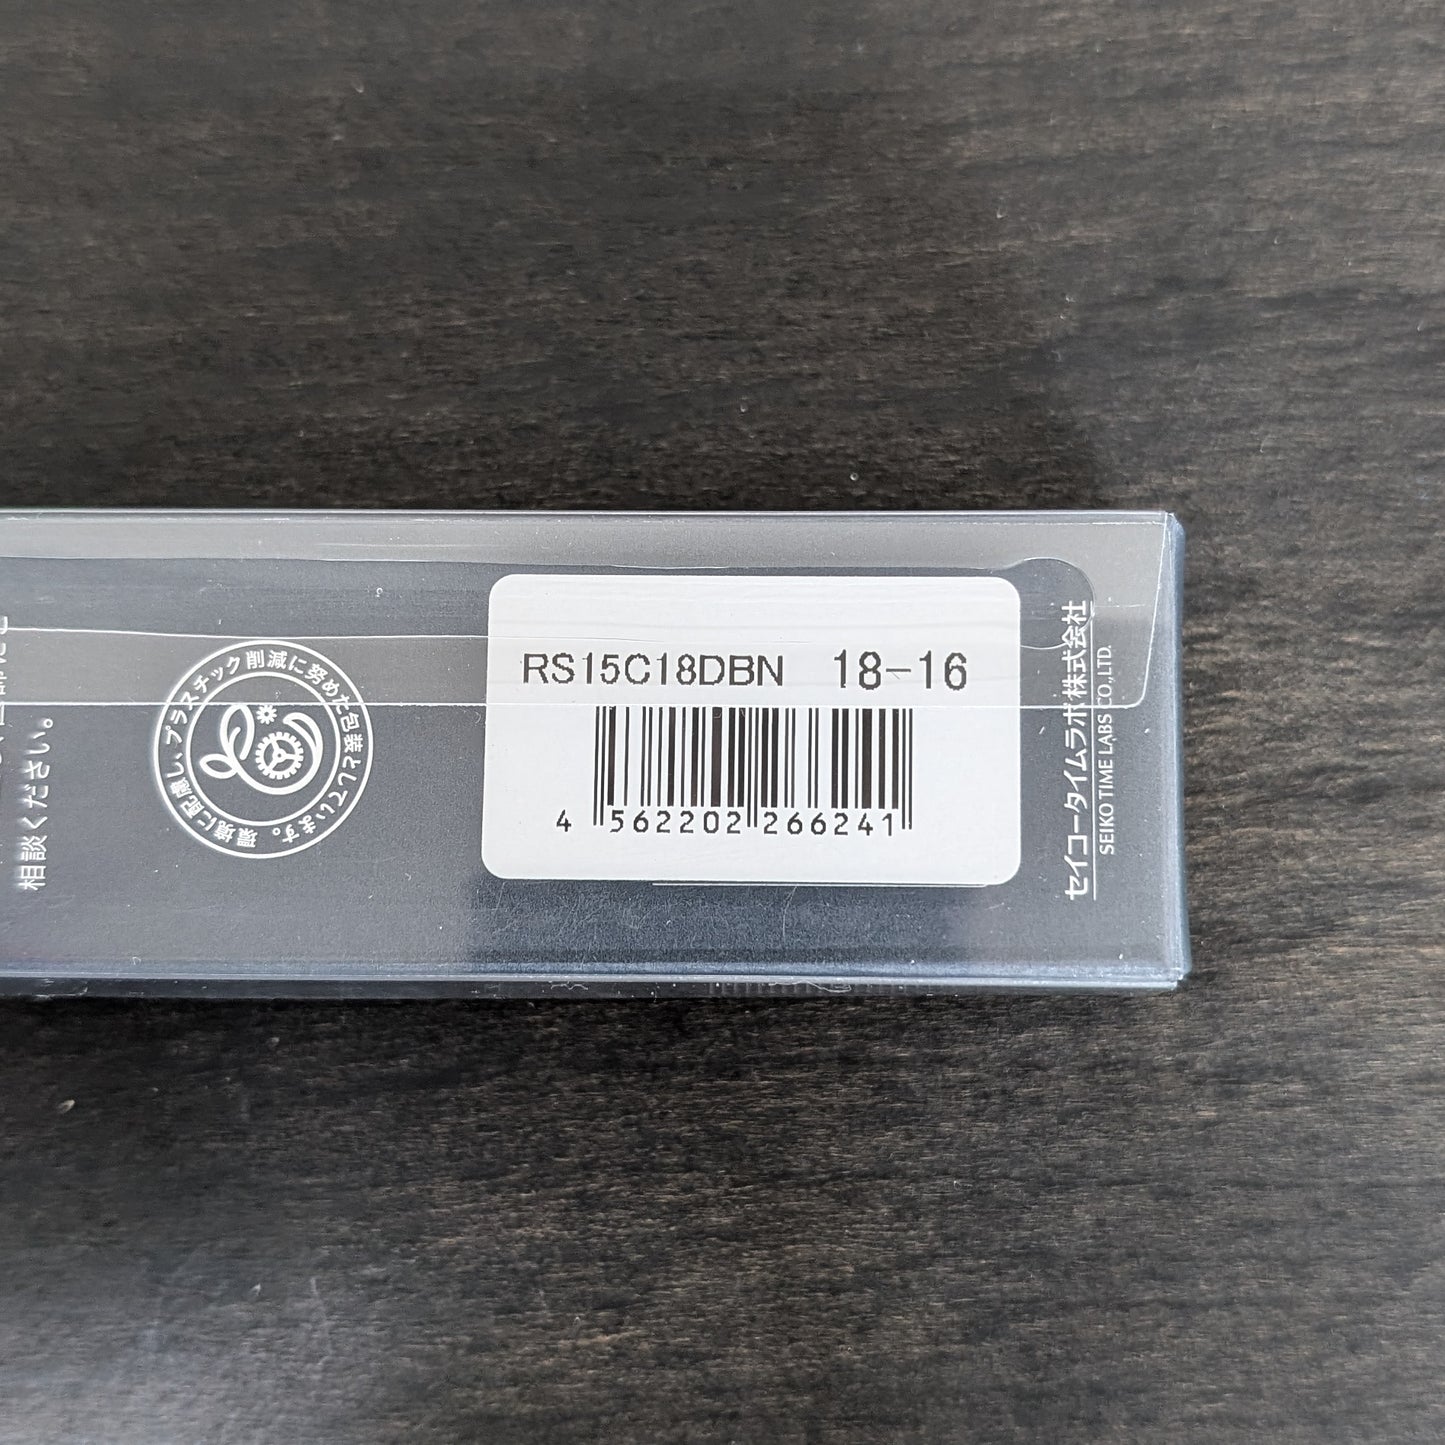 相談ください。
環境に配慮し、プラスチック削減に努めた包装としています。
RS15C18DBN 18-16
4 562202 266241
セイコータイムラボ株式会社
SEIKO TIME LABS CO.,LTD.